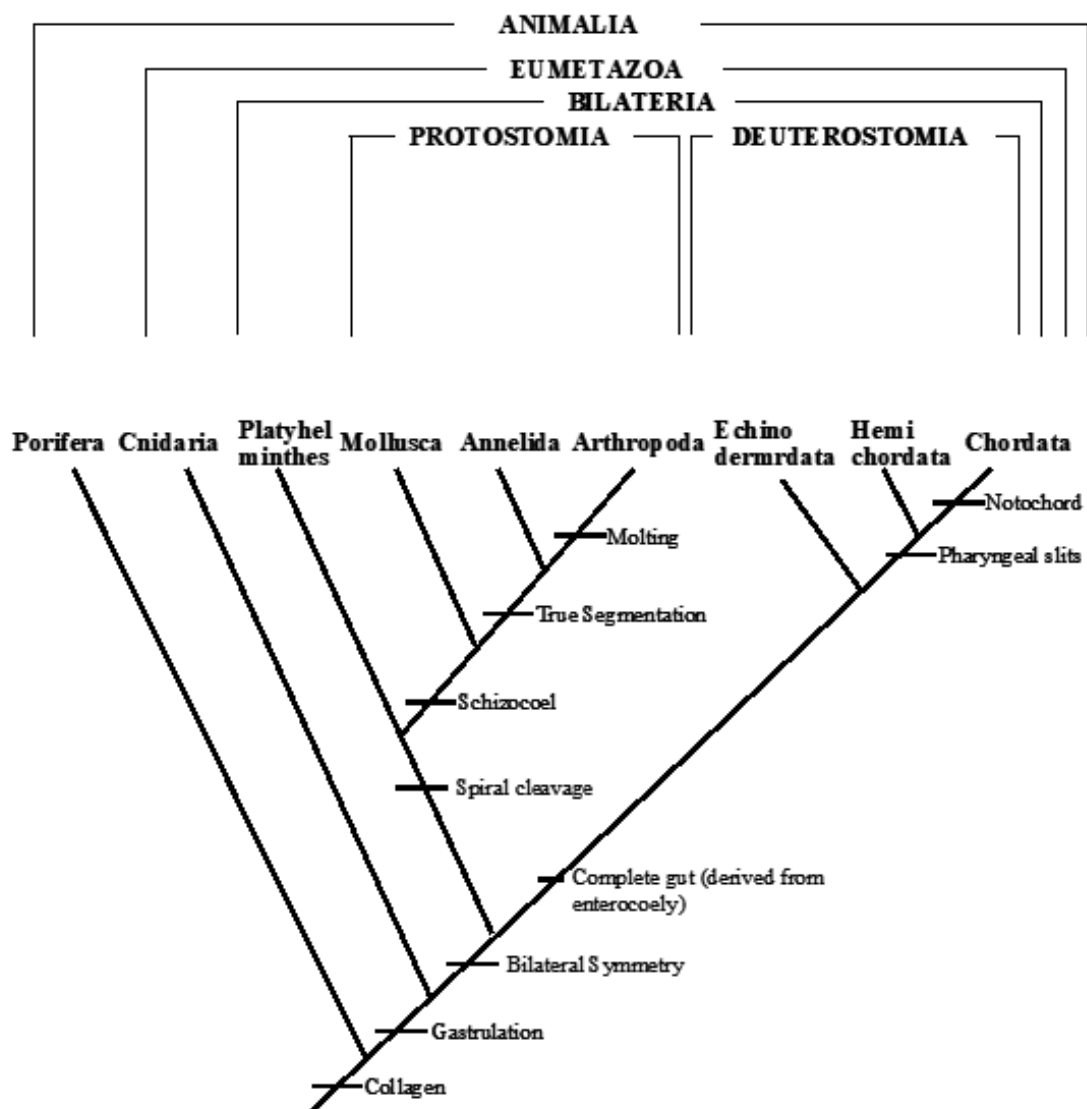 ANIMALIA
EUMETAZOA
BILATERIA
PROTOSTOMIA
DEUTEROSTOMIA
Porifera
Cnidaria
Platyhel
minthes
Mollusca
Annelida
Arthropoda
Echino
dermrdata
Hemi
chordata
Chordata
Notochord
Molting
Pharyngeal slits
True Segmentation
Schizocoel
Spiral cleavage
Complete gut (derived from
enterocoely)
Bilateral Symmetry
Gastrulation
Collagen